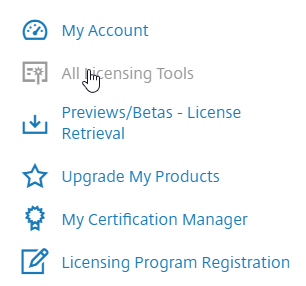 My Account
All Licensing Tools
Previews/Betas - License
Retrieval
Upgrade My Products
My Certification Manager
Licensing Program Registration